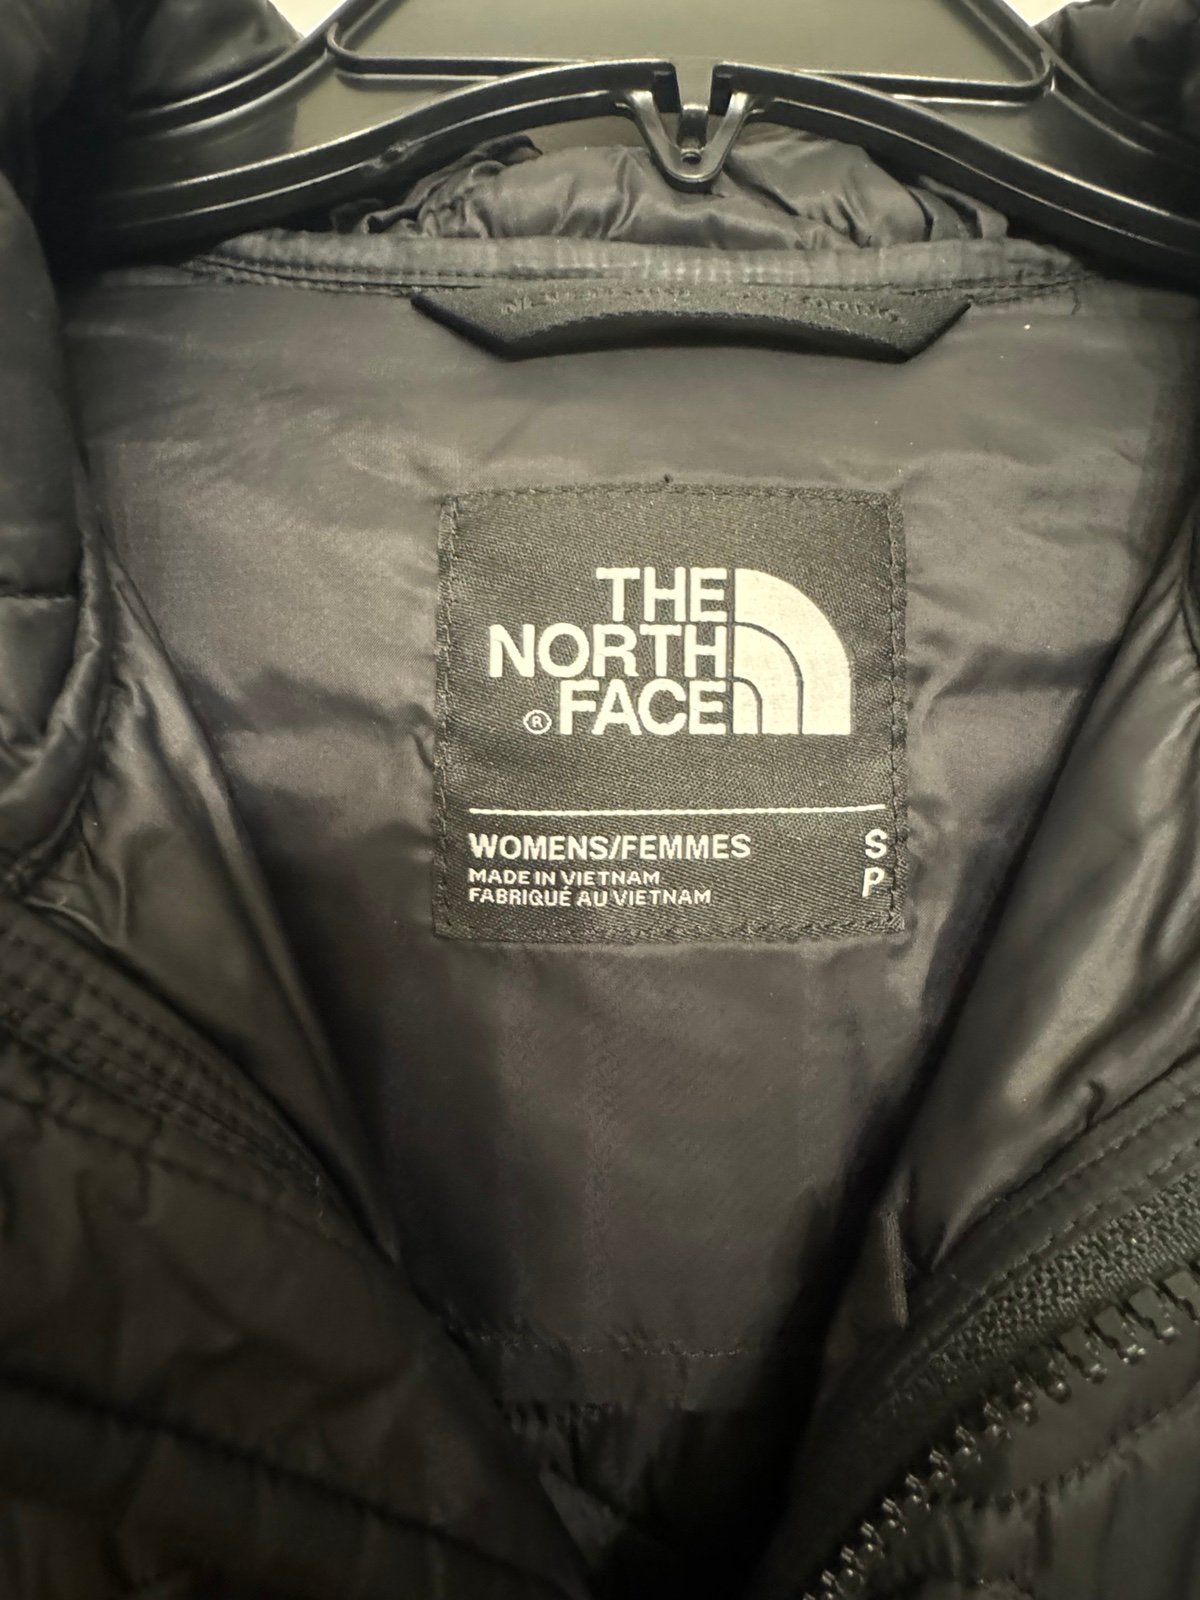 THE
NORTH
® FACE
WOMENS/FEMMES S
MADE IN VIETNAM P
FABRIQUÉ AU VIETNAM